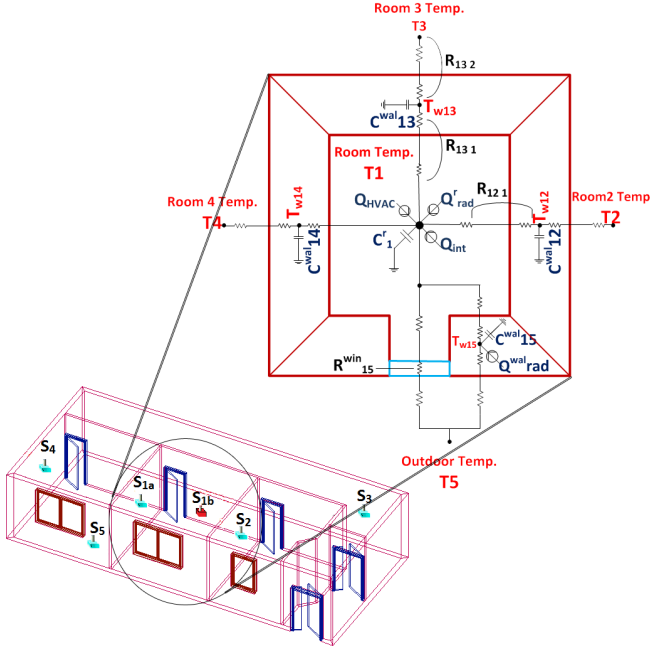 Room 3 Temp.
T3
R13 2
Tw13
Cwal13
R13 1
Room Temp.
T1
Room 4 Temp.
T4
Tw14
Cwal14
QHVAC
Qrrad
Cr1
Qint
R12 1
Tw12
Cwal12
Room2 Temp
T2
Tw15
Cwal15
Qwalrad
Rwin15
Outdoor Temp.
T5
S4
S1a
S1b
S3
S5
S2